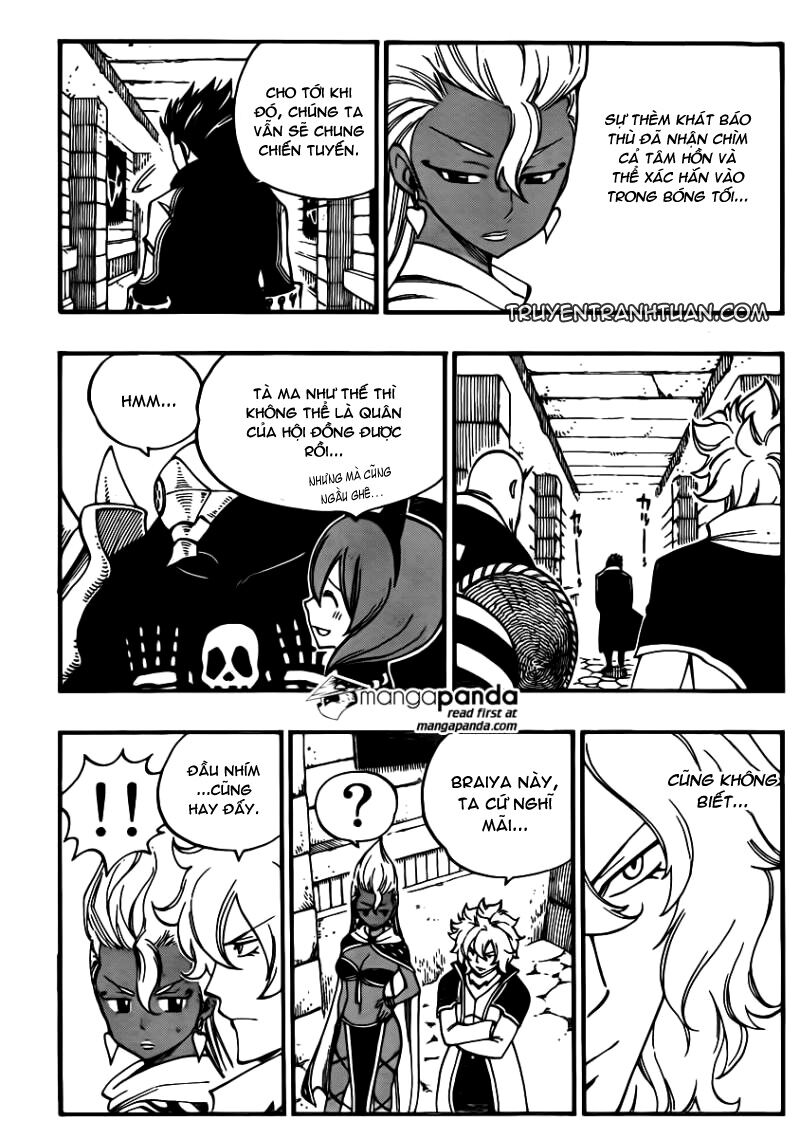 SỰ THÈM KHÁT BÁO
THÙ ĐÃ NHẬN CHÌM
CẢ TÂM HỒN VÀ
THỂ XÁC HẮN VÀO
TRONG BÓNG TỐI...
CHO TỚI KHI
ĐÓ, CHÚNG TA
VẪN SẼ CHUNG
CHIẾN TUYẾN.
TRUYENTRANHTUAN.COM
TÀ MA NHƯ THẾ THÌ
KHÔNG THỂ LÀ QUÂN
CỦA HỘI ĐỒNG ĐƯỢC
RỒI...
NHƯNG MÀ CŨNG
NGẦU GHÊ...
HMM...
mangapanda
read first at
mangapanda.com
CŨNG KHÔNG
BIẾT...
BRAIYA NÀY,
TA CỨ NGHĨ
MÃI...
?
ĐẦU NHÍM
...CŨNG
HAY ĐẤY.
!!